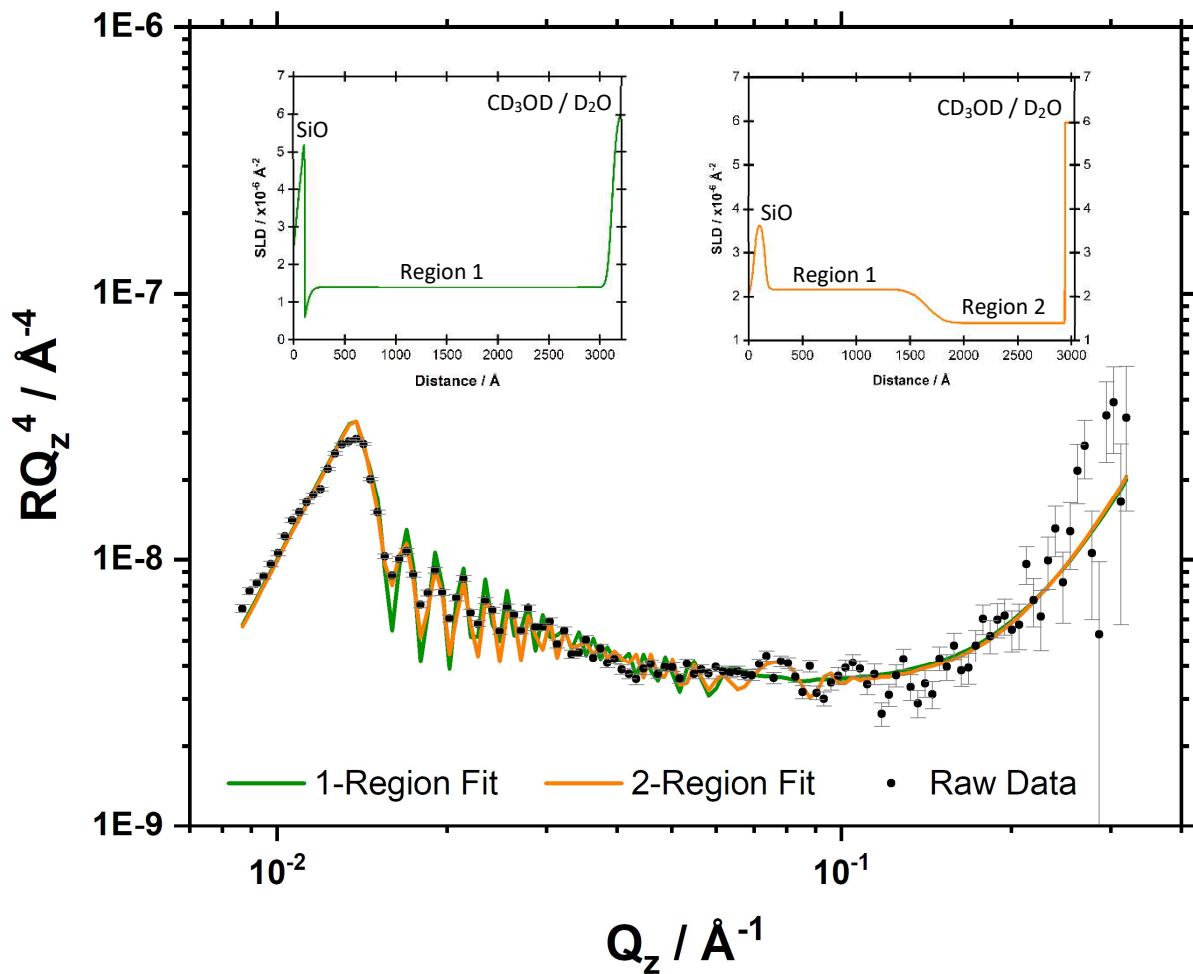 1E-6
1E-7
1E-8
1E-9
RQz^4 / Å^-4
7
6
5
4
3
2
1
0
SLD / x10^-6 Å^-2
SiO
CD3OD / D2O
Region 1
0 500 1000 1500 2000 2500 3000
Distance / Å
7
6
5
4
3
2
1
SLD / x10^-6 Å^-2
SiO
CD3OD / D2O
Region 1
Region 2
7
6
5
4
3
2
1
0 500 1000 1500 2000 2500 3000
Distance / Å
1-Region Fit 2-Region Fit Raw Data
10^-2 10^-1
Qz / Å^-1